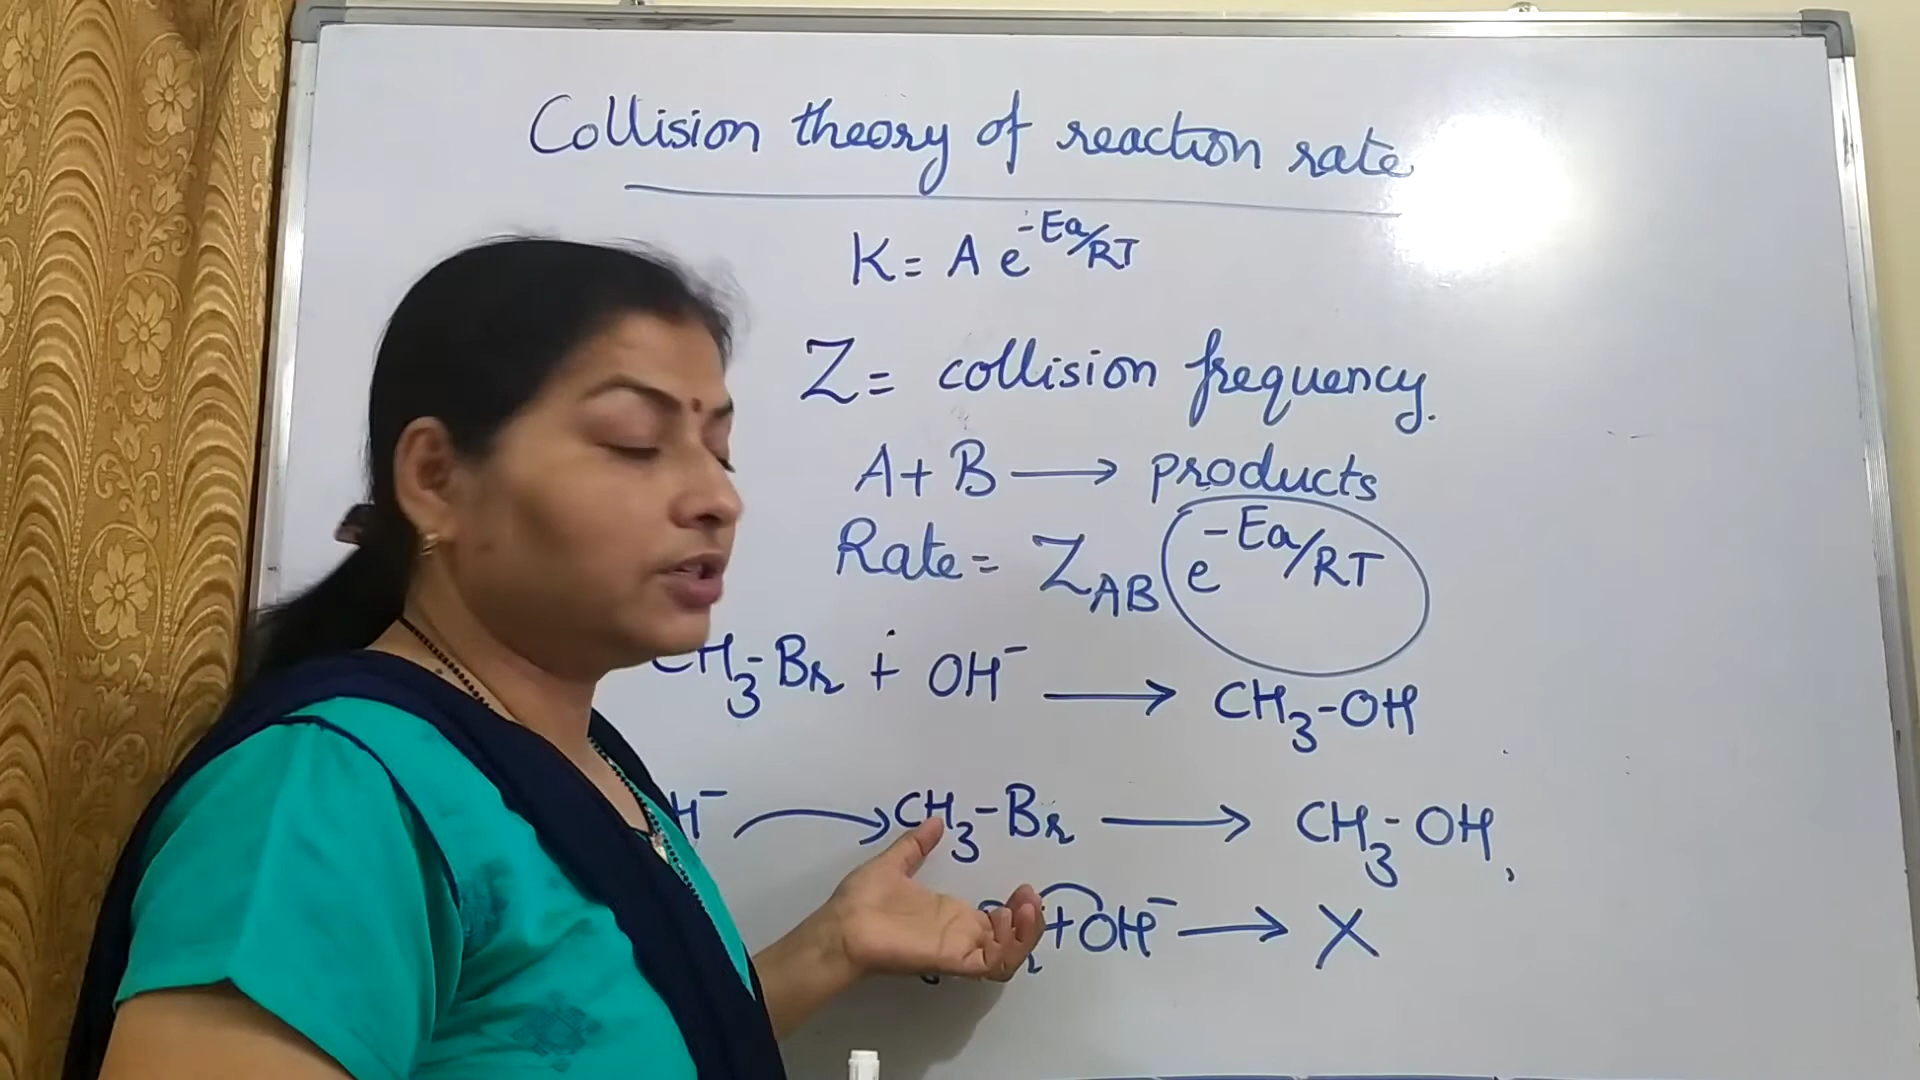 Collision theory of reaction rate
K = A e^-Ea/RT
Z = collision frequency.
A + B ⟶ products
Rate = Z_AB e^-Ea/RT
CH₃-Br + OH⁻ ⟶ CH₃-OH
H⁻ ⟶ CH₃-Br ⟶ CH₃-OH,
+ OH⁻ ⟶ X